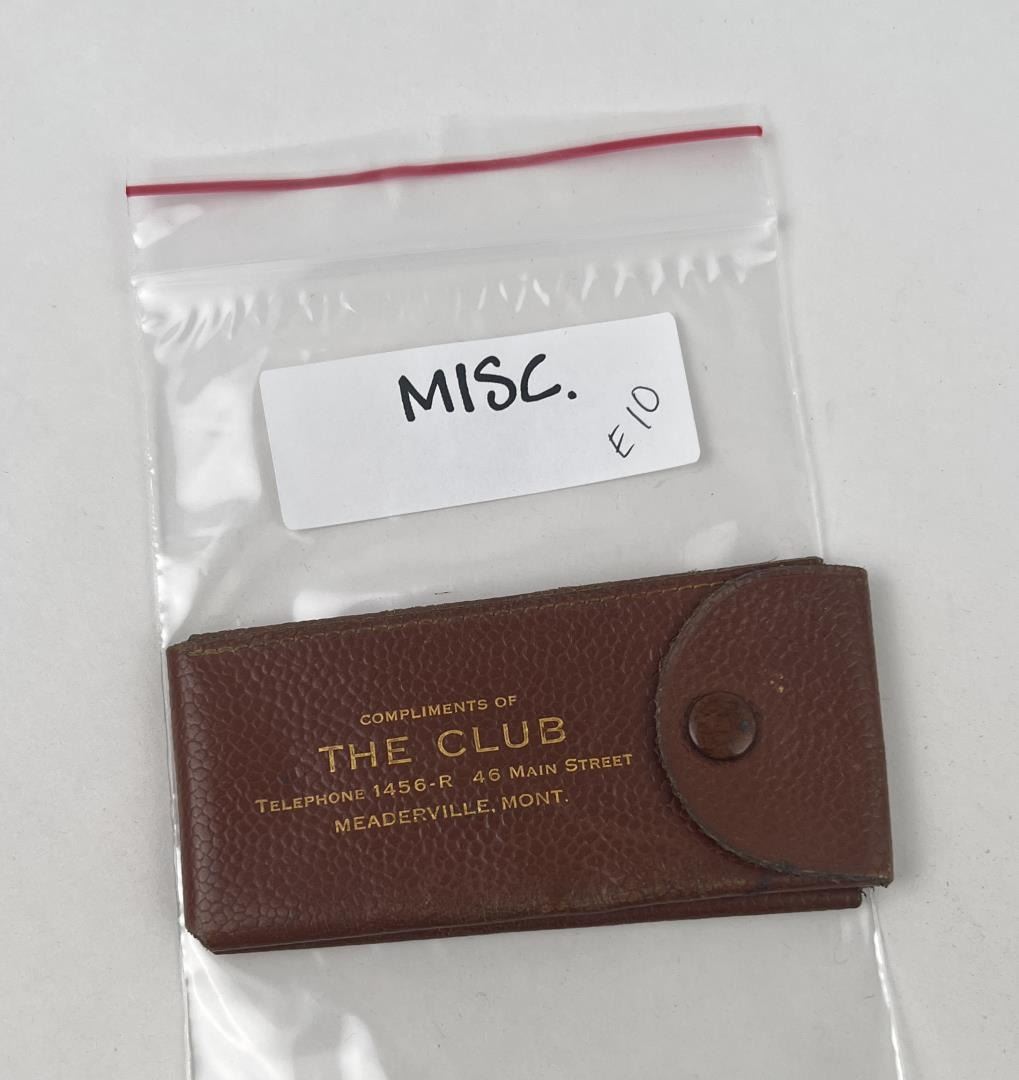 MISC.
E10
COMPLIMENTS OF
THE CLUB
TELEPHONE 1456-R 46 MAIN STREET
MEADERVILLE, MONT.